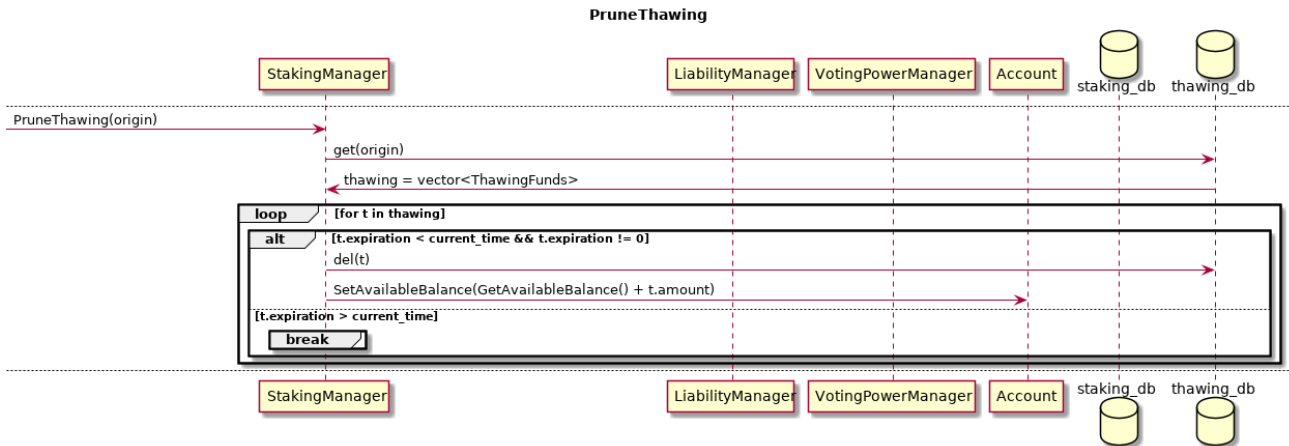 PruneThawing
StakingManager
LiabilityManager
VotingPowerManager
Account
staking_db
thawing_db
PruneThawing(origin)
get(origin)
thawing = vector<ThawingFunds>
loop
[for t in thawing]
alt
[t.expiration < current_time && t.expiration != 0]
del(t)
SetAvailableBalance(GetAvailableBalance() + t.amount)
[t.expiration > current_time]
break
StakingManager
LiabilityManager
VotingPowerManager
Account
staking_db
thawing_db